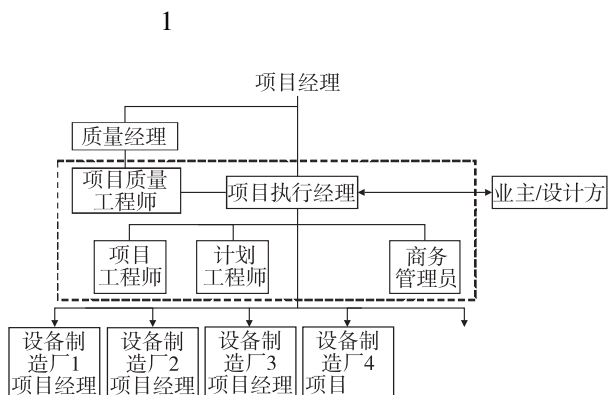 1
项目经理
质量经理
项目质量
工程师
项目执行经理
业主/设计方
项目
工程师
计划
工程师
商务
管理员
设备制
造厂1
项目经理
设备制
造厂2
项目经理
设备制
造厂3
项目经理
设备制
造厂4
项目